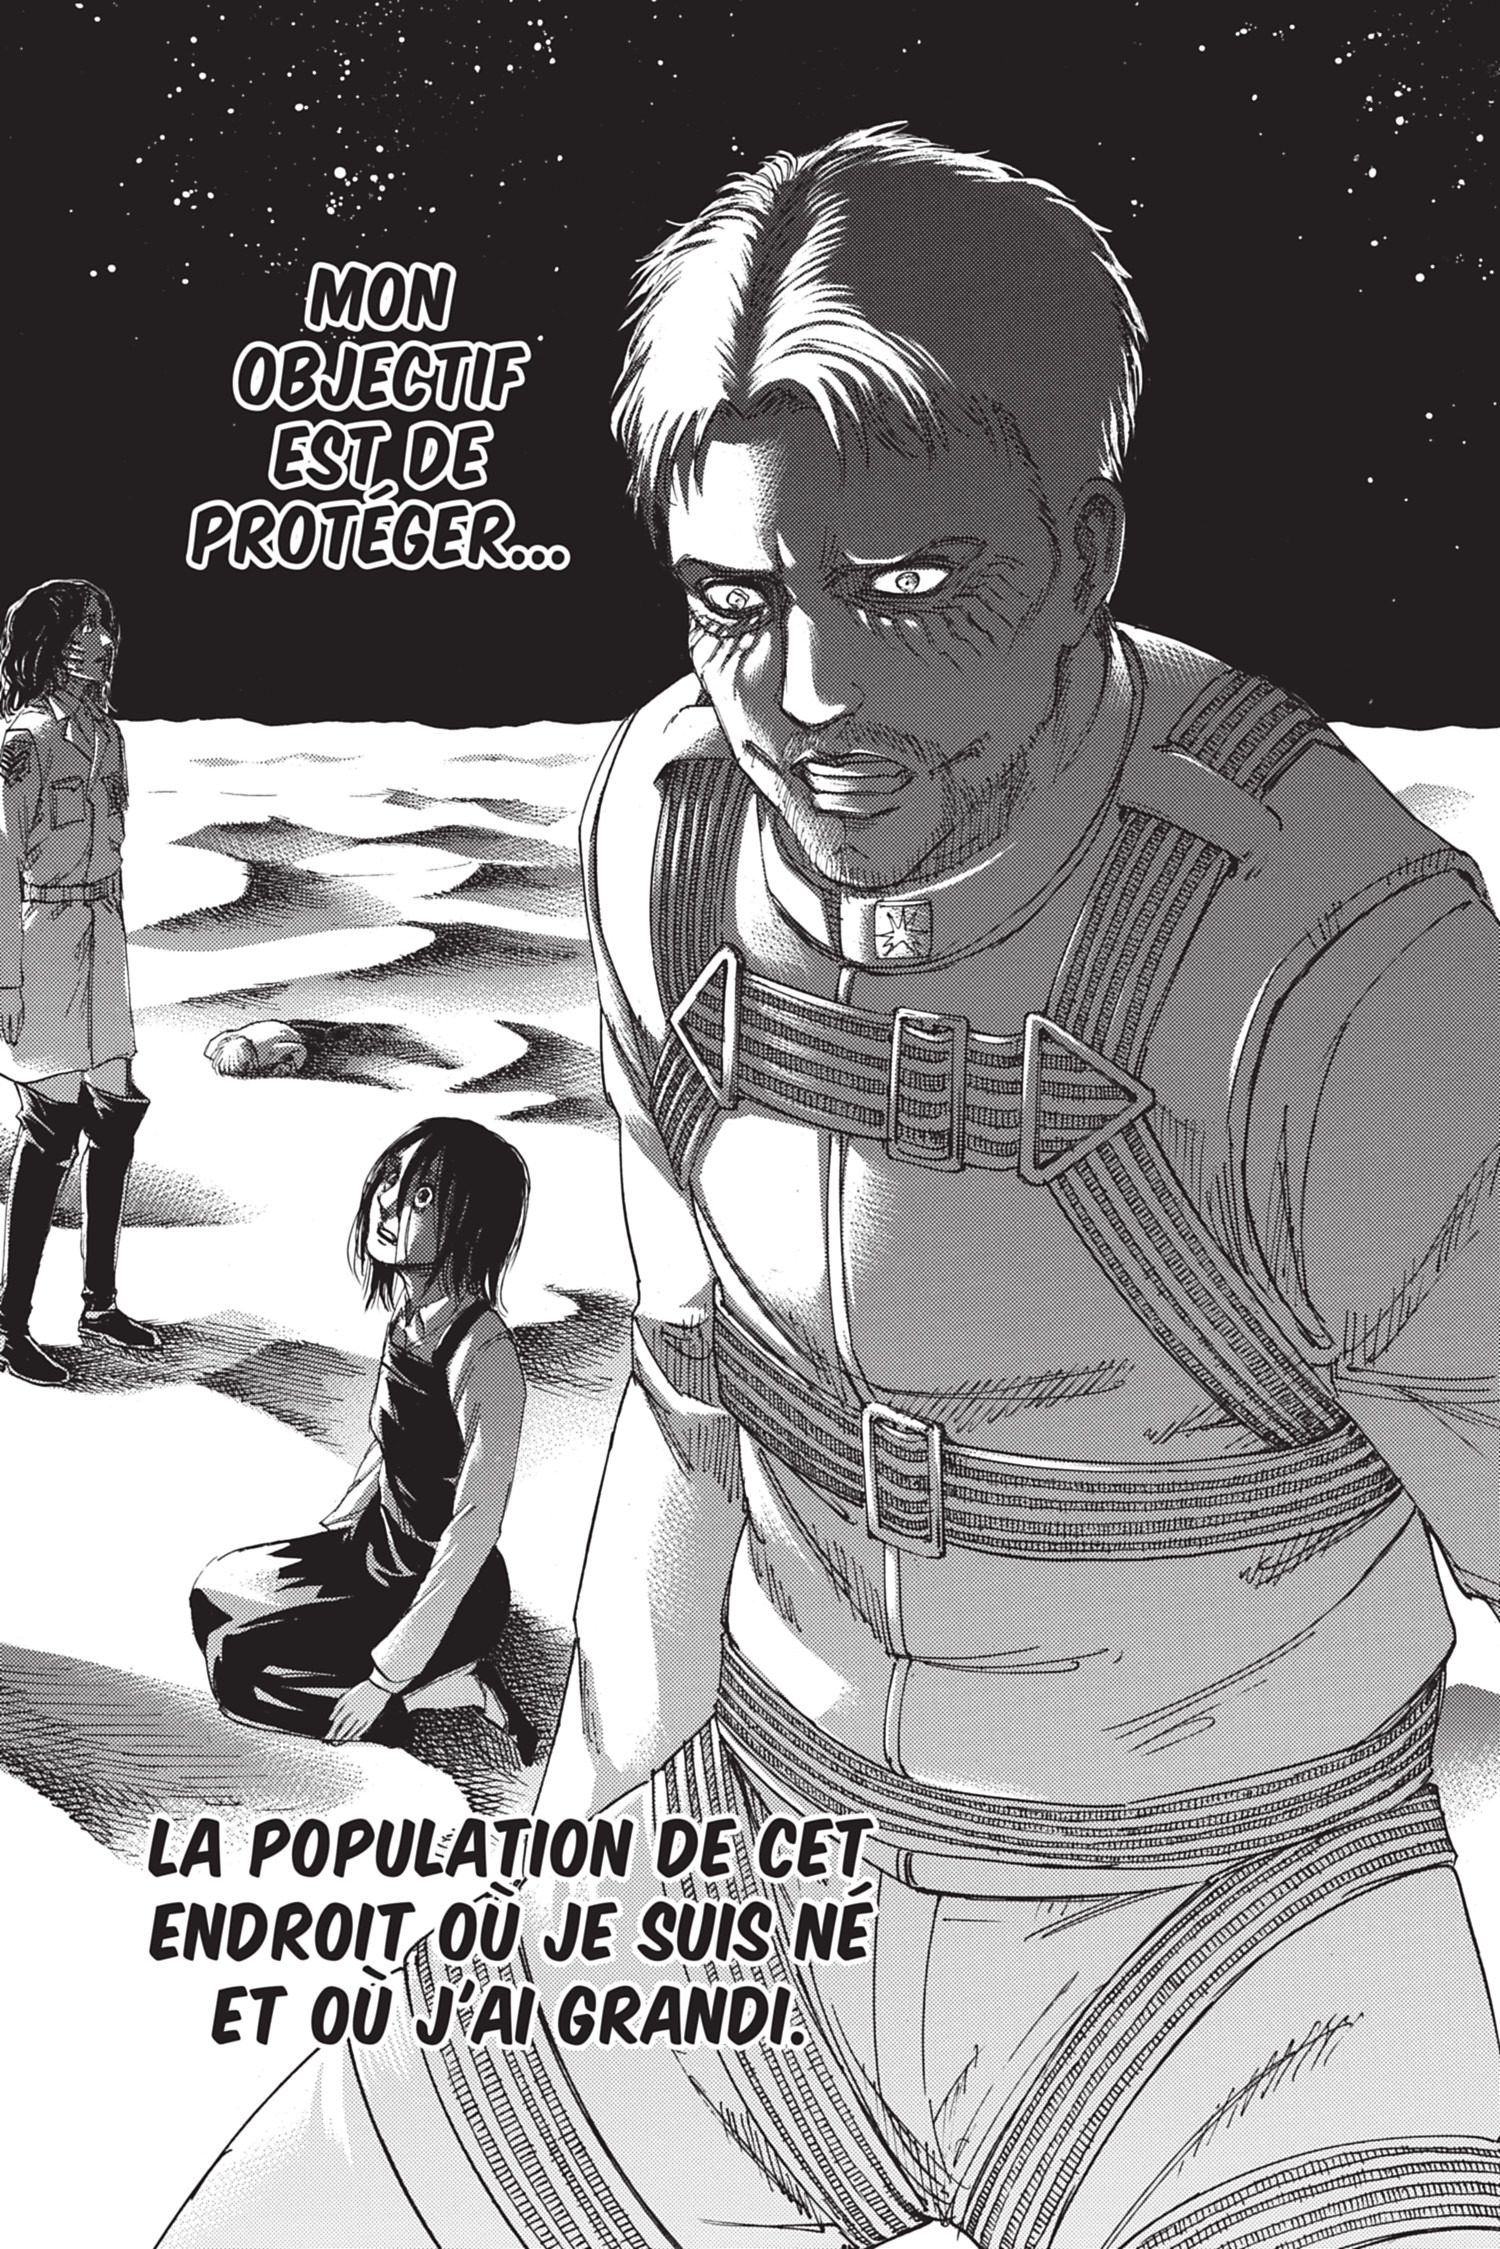 MON
OBJECTIF
EST DE
PROTÉGER...
LA POPULATION DE CET
ENDROIT OÙ JE SUIS NÉ
ET OÙ J'AI GRANDI.